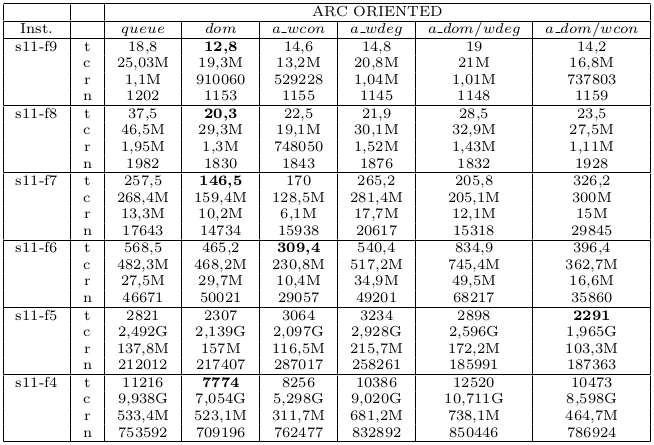 ARC ORIENTED
Inst. queue dom a_wcon a_wdeg a_dom/wdeg a_dom/wcon
s11-f9 t 18,8 12,8 14,6 14,8 19 14,2
c 25,03M 19,3M 13,2M 20,8M 21M 16,8M
r 1,1M 910060 529228 1,04M 1,01M 737803
n 1202 1153 1155 1145 1148 1159
s11-f8 t 37,5 20,3 22,5 21,9 28,5 23,5
c 46,5M 29,3M 19,1M 30,1M 32,9M 27,5M
r 1,95M 1,3M 748050 1,52M 1,43M 1,11M
n 1982 1830 1843 1876 1832 1928
s11-f7 t 257,5 146,5 170 265,2 205,8 326,2
c 268,4M 159,4M 128,5M 281,4M 205,1M 300M
r 13,3M 10,2M 6,1M 17,7M 12,1M 15M
n 17643 14734 15938 20617 15318 29845
s11-f6 t 568,5 465,2 309,4 540,4 834,9 396,4
c 482,3M 468,2M 230,8M 517,2M 745,4M 362,7M
r 27,5M 29,7M 10,4M 34,9M 49,5M 16,6M
n 46671 50021 29057 49201 68217 35860
s11-f5 t 2821 2307 3064 3234 2898 2291
c 2,492G 2,139G 2,097G 2,928G 2,596G 1,965G
r 137,8M 157M 116,5M 215,7M 172,2M 103,3M
n 212012 217407 287017 258261 185991 187363
s11-f4 t 11216 7774 8256 10386 12520 10473
c 9,938G 7,054G 5,298G 9,020G 10,711G 8,598G
r 533,4M 523,1M 311,7M 681,2M 738,1M 464,7M
n 753592 709196 762477 832892 850446 786924